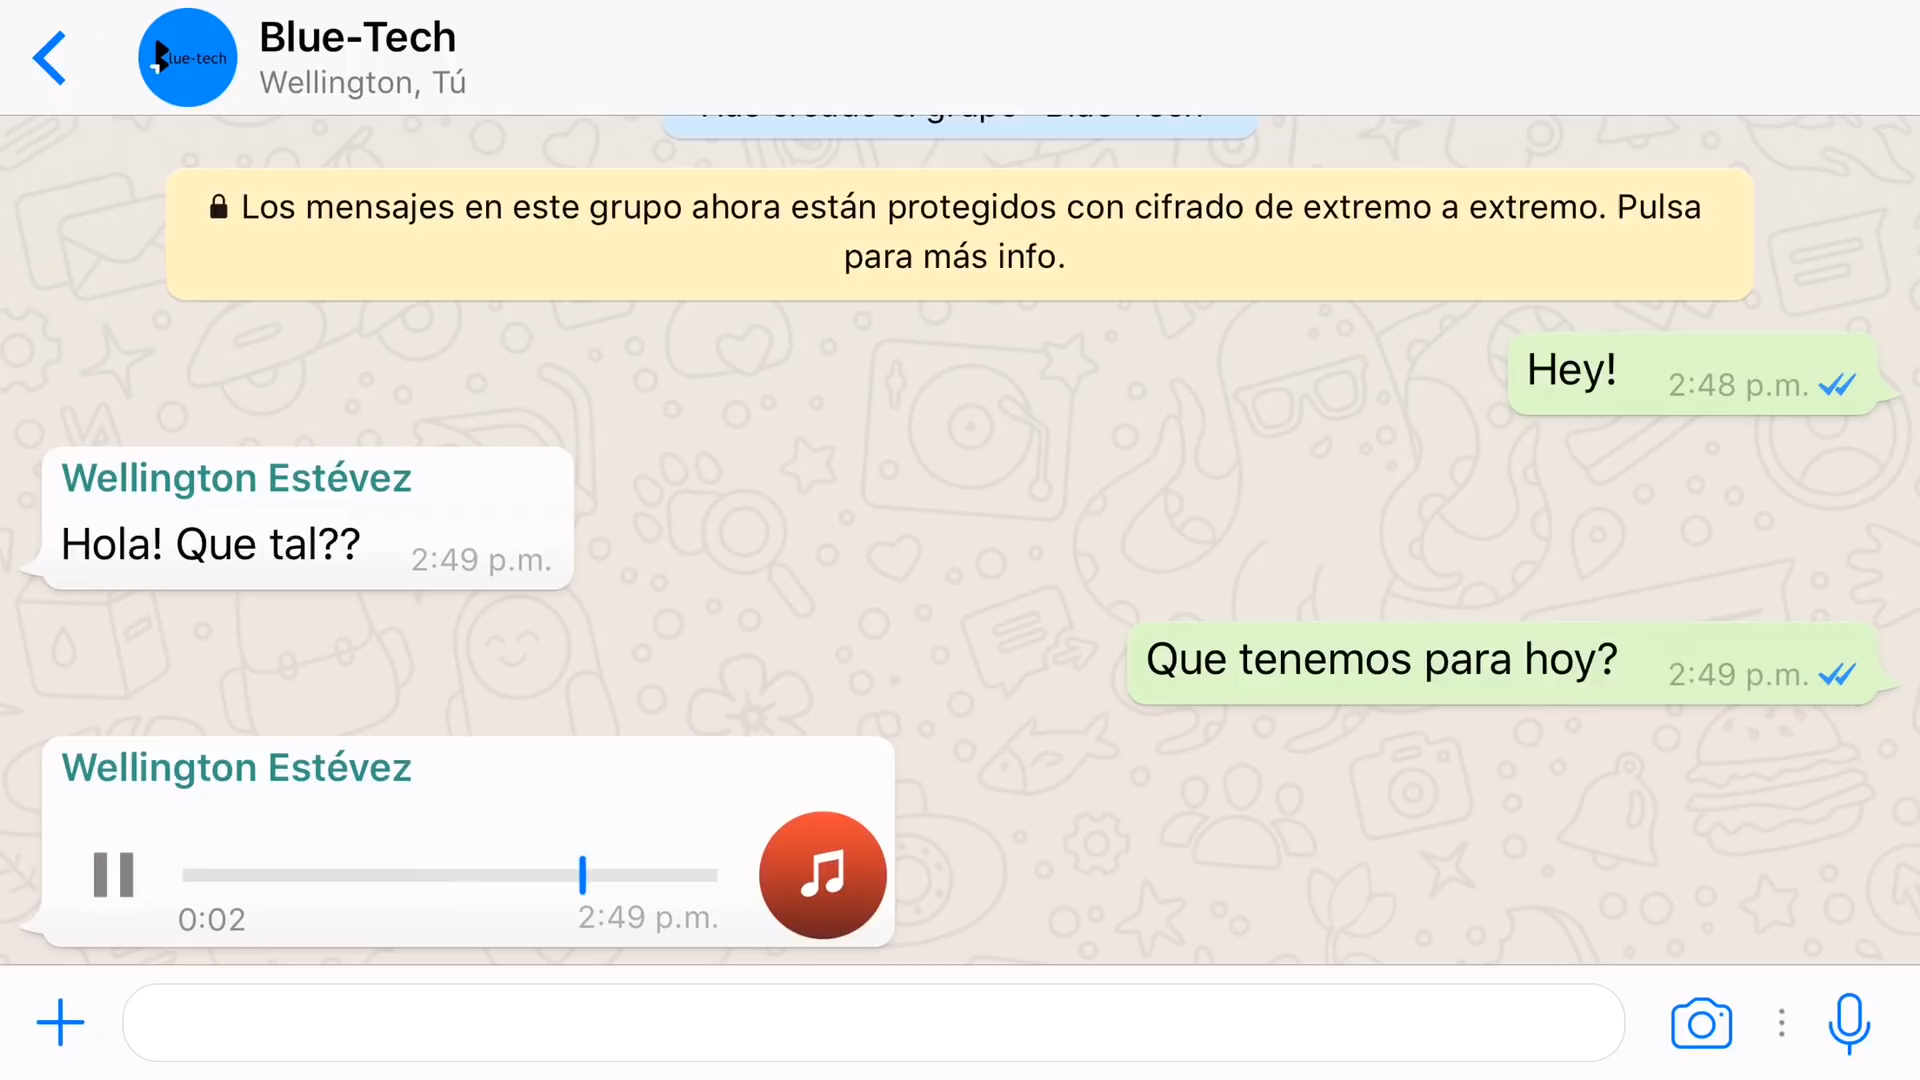 Blue-Tech
lue-tech
Wellington, Tú
Los mensajes en este grupo ahora están protegidos con cifrado de extremo a extremo. Pulsa
para más info.
Hey!
2:48 p.m.
Wellington Estévez
Hola! Que tal??
2:49 p.m.
Que tenemos para hoy?
2:49 p.m.
Wellington Estévez
0:02
2:49 p.m.